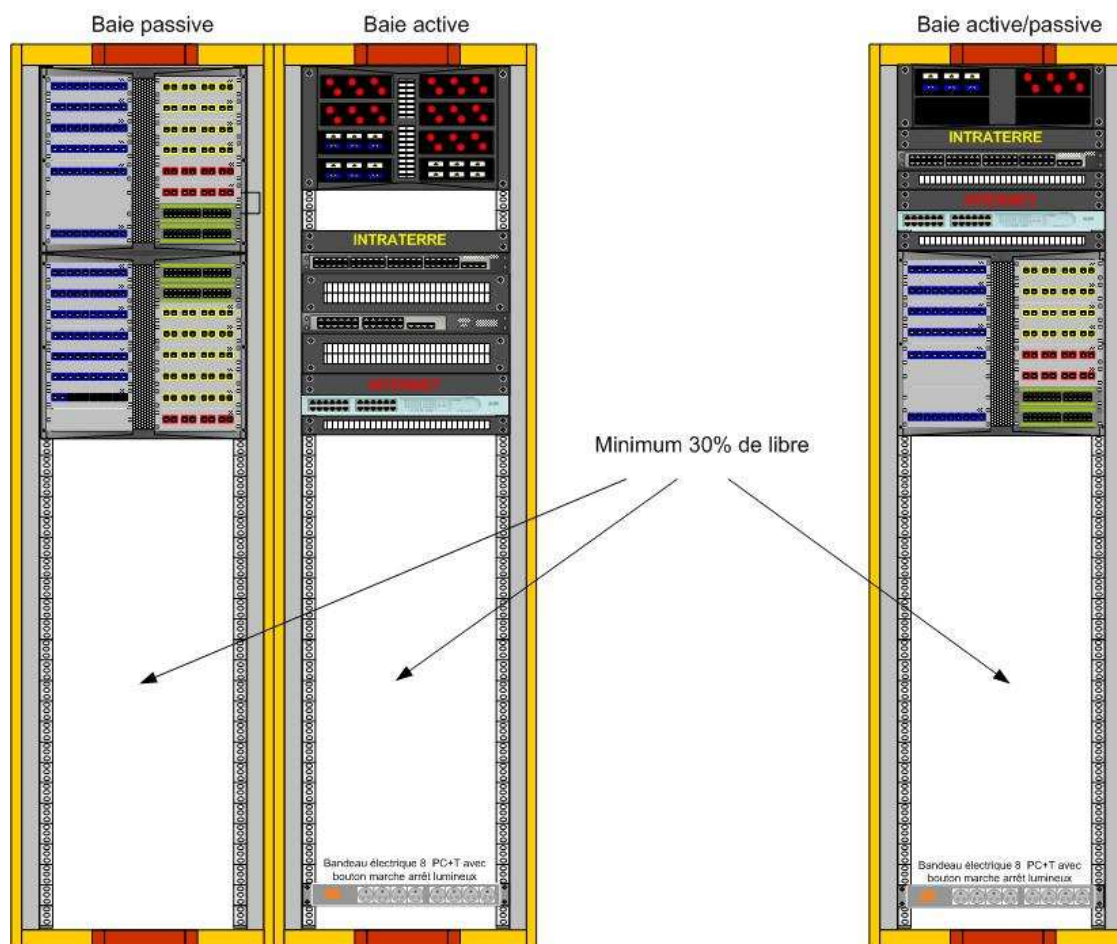 Baie passive
Baie active
Baie active/passive
INTRATERRE
INTRATERRE
INTERNET
INTERNET
Minimum 30% de libre
Bandeau électrique 8 PC+T avec
bouton marche arrêt lumineux
Bandeau électrique 8 PC+T avec
bouton marche arrêt lumineux